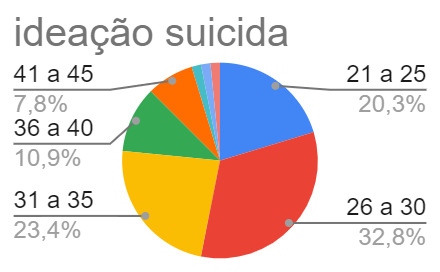 ideação suicida
41 a 45
7,8%
36 a 40
10,9%
31 a 35
23,4%
21 a 25
20,3%
26 a 30
32,8%